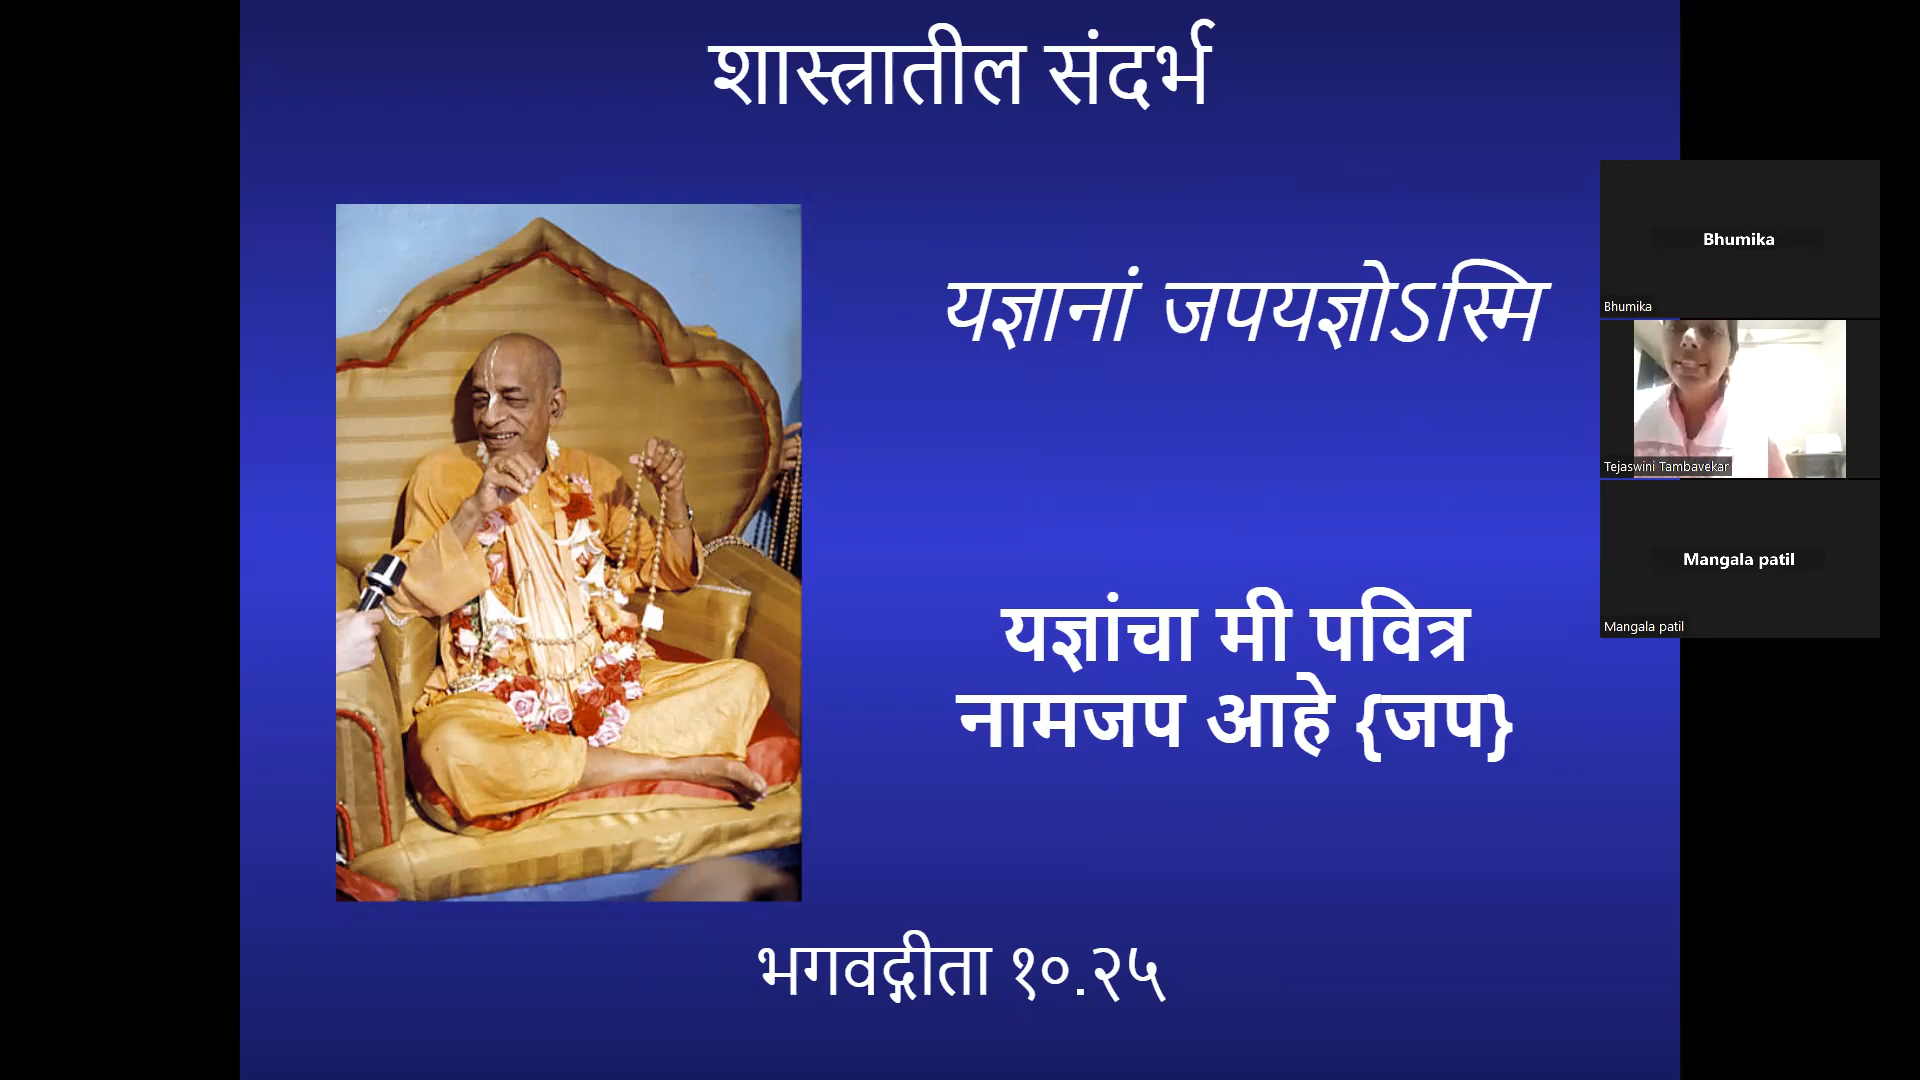 शास्त्रातील संदर्भ
यज्ञानां जपयज्ञोऽस्मि
यज्ञांचा मी पवित्र
नामजप आहे {जप}
भगवद्गीता १०.२५
Bhumika
Bhumika
Tejaswini Tambavekar
Mangala patil
Mangala patil